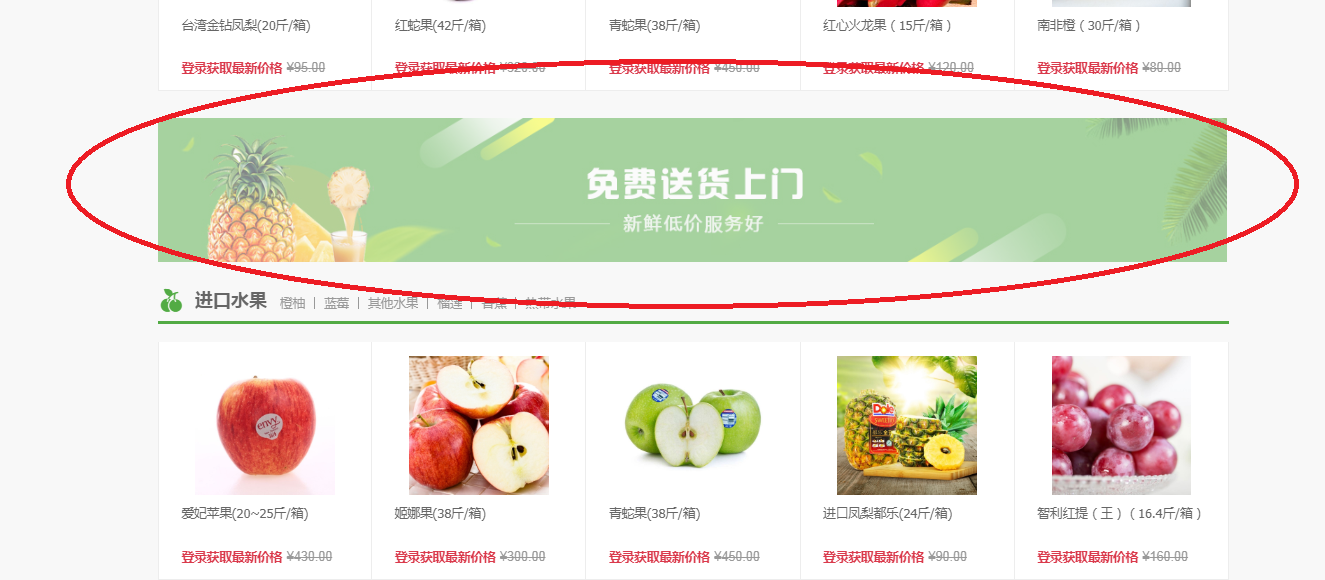 台湾金钻凤梨(20斤/箱) 红蛇果(42斤/箱) 青蛇果(38斤/箱) 红心火龙果（15斤/箱） 南非橙（30斤/箱）
登录获取最新价格 ¥95.00 登录获取最新价格 ¥320.00 登录获取最新价格 ¥450.00 登录获取最新价格 ¥120.00 登录获取最新价格 ¥80.00
免费送货上门
新鲜低价服务好
进口水果 橙柚 | 蓝莓 | 其他水果 | 榴莲 | 香蕉 | 热带水果
envy
Dole
爱妃苹果(20~25斤/箱) 姬娜果(38斤/箱) 青蛇果(38斤/箱) 进口凤梨都乐(24斤/箱) 智利红提（王）（16.4斤/箱）
登录获取最新价格 ¥430.00 登录获取最新价格 ¥300.00 登录获取最新价格 ¥450.00 登录获取最新价格 ¥90.00 登录获取最新价格 ¥160.00